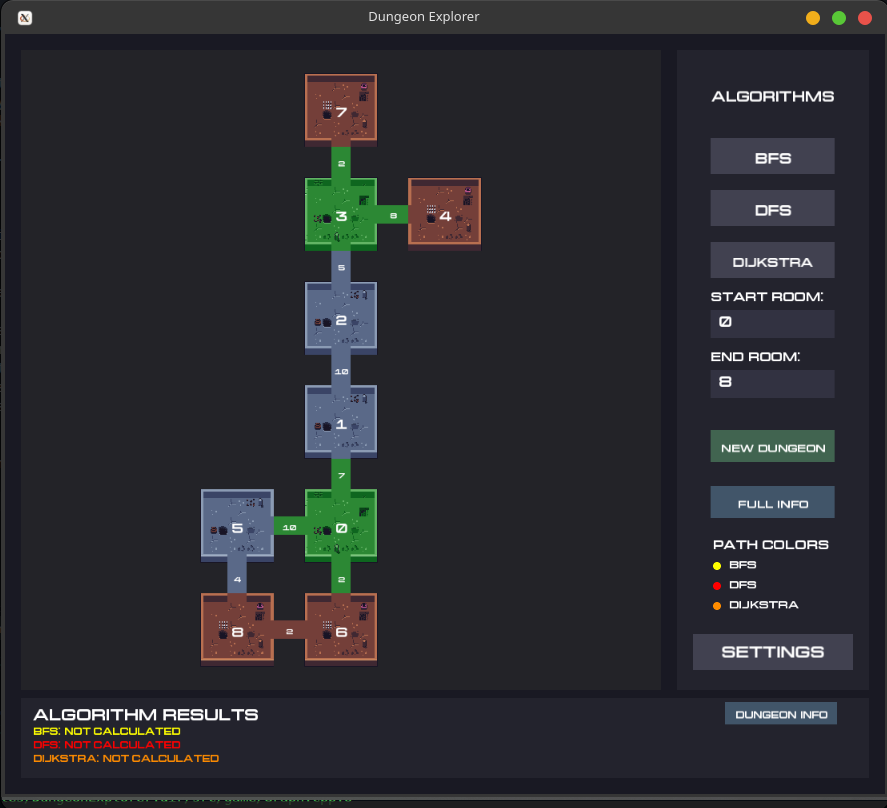 Dungeon Explorer
7
2
3
8
4
5
2
10
1
7
5
10
0
4
2
8
2
6
ALGORITHMS
BFS
DFS
DIJKSTRA
START ROOM:
0
END ROOM:
8
NEW DUNGEON
FULL INFO
PATH COLORS
BFS
DFS
DIJKSTRA
SETTINGS
ALGORITHM RESULTS
BFS: NOT CALCULATED
DFS: NOT CALCULATED
DIJKSTRA: NOT CALCULATED
DUNGEON INFO